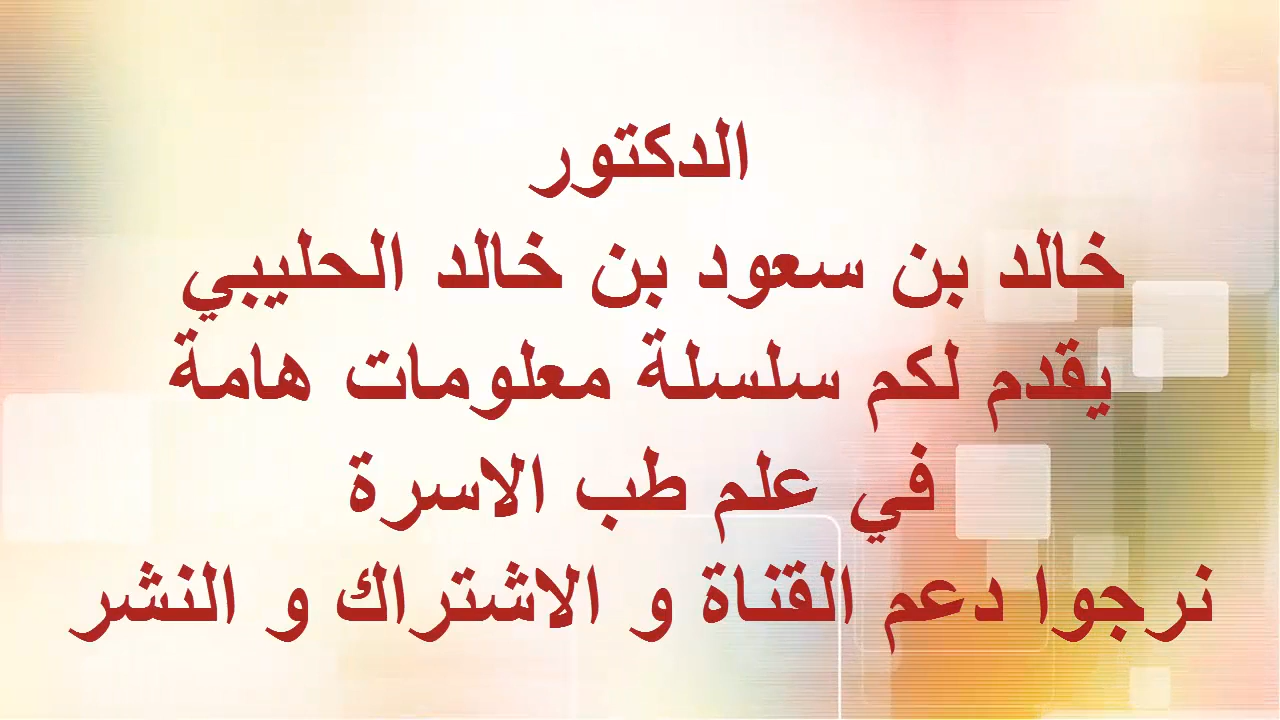 الدكتور
خالد بن سعود بن خالد الحليبي
يقدم لكم سلسلة معلومات هامة
في علم طب الاسرة
نرجوا دعم القناة و الاشتراك و النشر